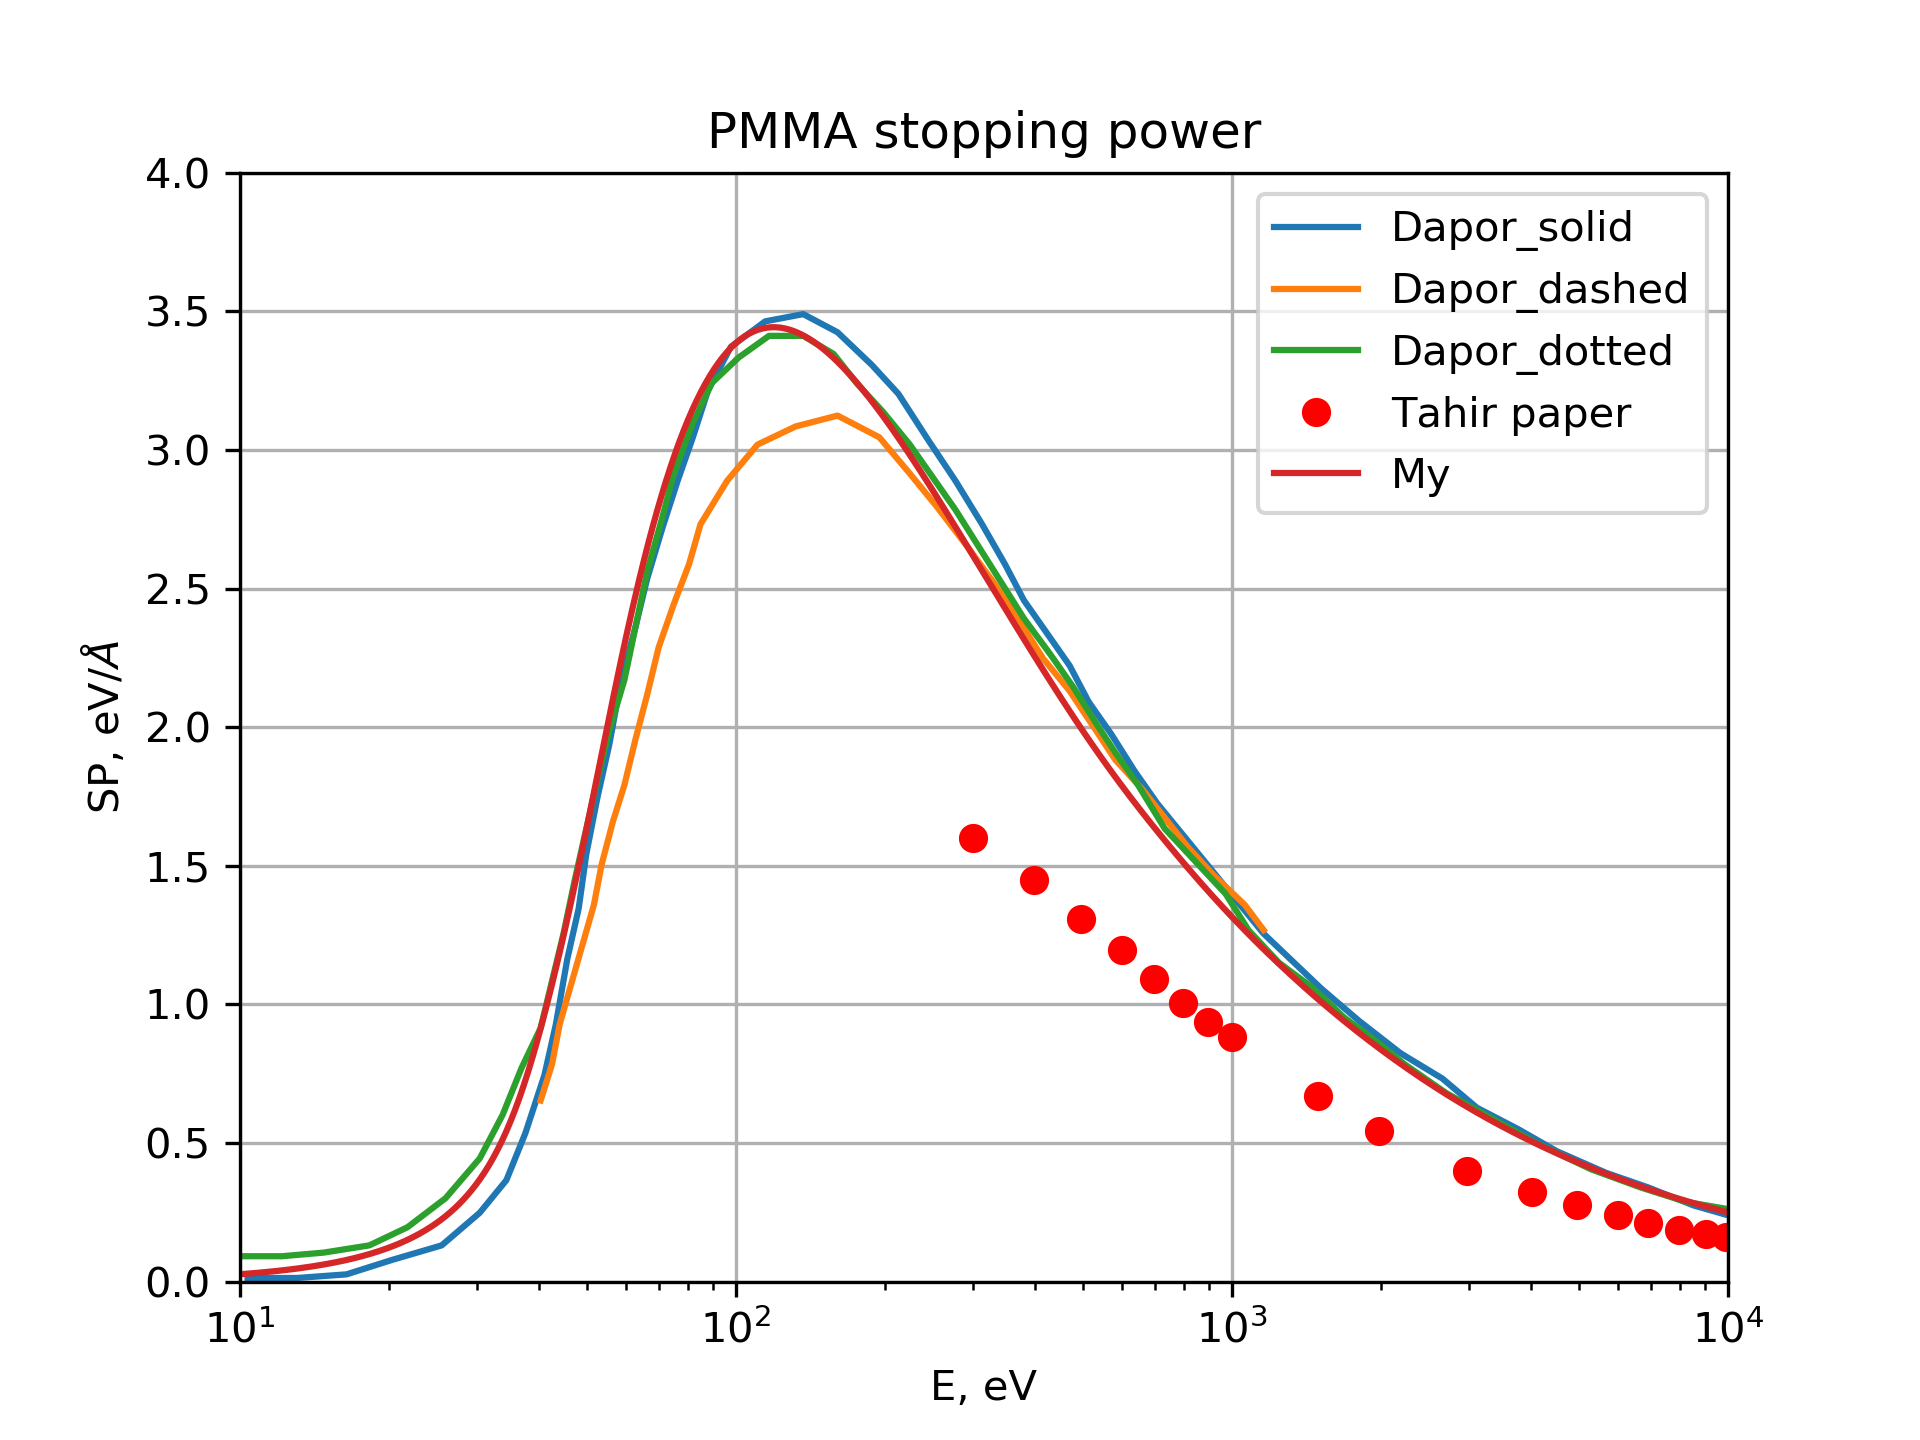 PMMA stopping power
4.0
3.5
3.0
2.5
2.0
1.5
1.0
0.5
0.0
SP, eV/Å
Dapor_solid
Dapor_dashed
Dapor_dotted
Tahir paper
My
10¹
10²
10³
10⁴
E, eV